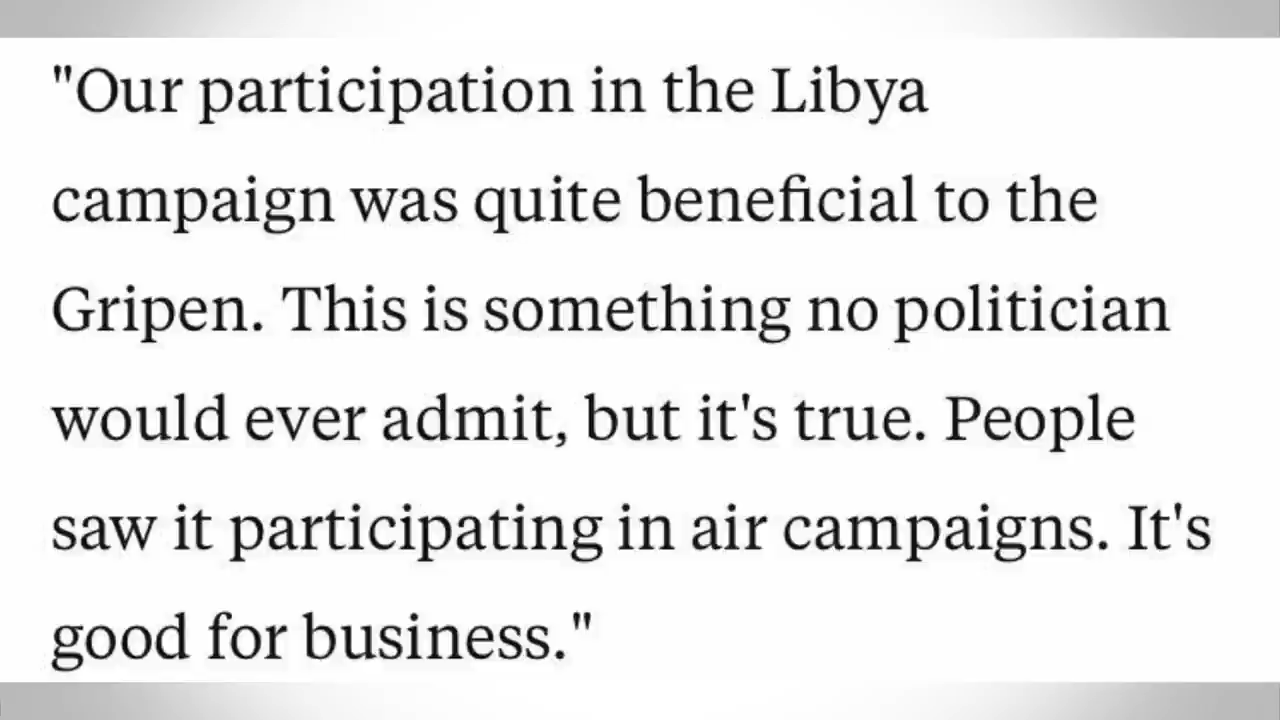 "Our participation in the Libya
campaign was quite beneficial to the
Gripen. This is something no politician
would ever admit, but it's true. People
saw it participating in air campaigns. It's
good for business."